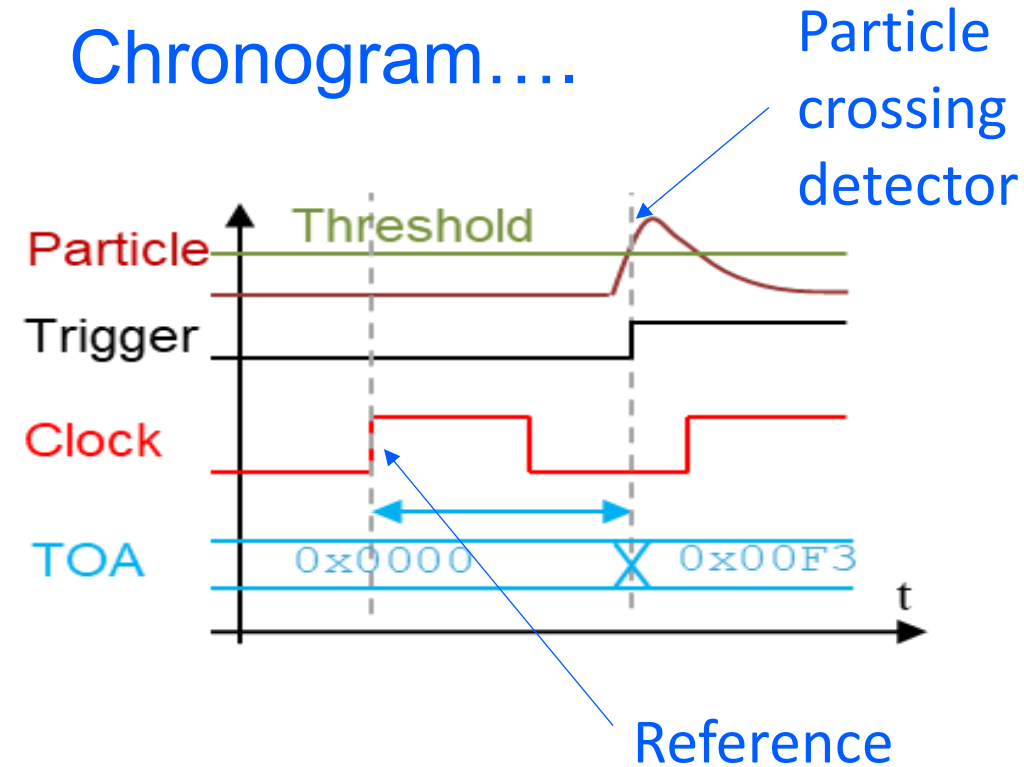 Chronogram….
Particle
crossing
detector
Threshold
Particle
Trigger
Clock
TOA
0x0000
0x00F3
t
Reference